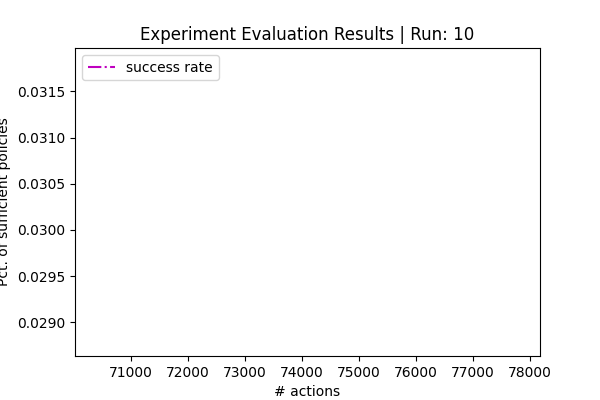 Experiment Evaluation Results | Run: 10
success rate
Pct. of sufficient policies
0.0315
0.0310
0.0305
0.0300
0.0295
0.0290
71000 72000 73000 74000 75000 76000 77000 78000
# actions